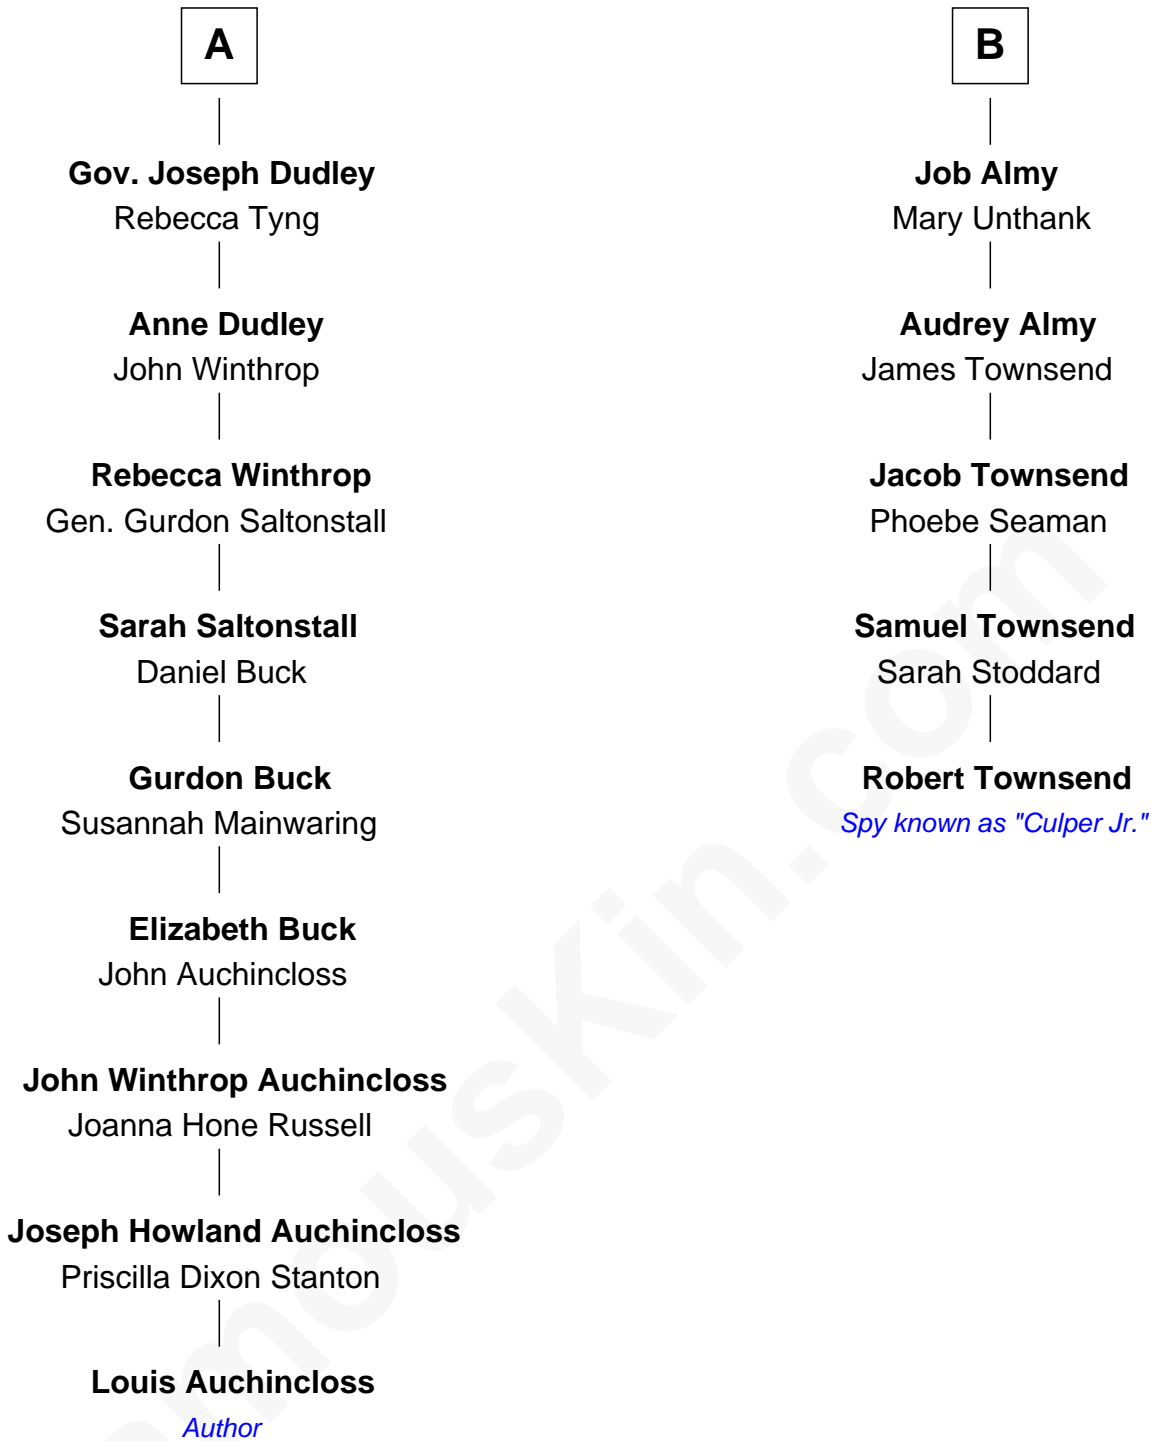 A
Gov. Joseph Dudley
Rebecca Tyng
Anne Dudley
John Winthrop
Rebecca Winthrop
Gen. Gurdon Saltonstall
Sarah Saltonstall
Daniel Buck
Gurdon Buck
Susannah Mainwaring
Elizabeth Buck
John Auchincloss
John Winthrop Auchincloss
Joanna Hone Russell
Joseph Howland Auchincloss
Priscilla Dixon Stanton
Louis Auchincloss
Author
B
Job Almy
Mary Unthank
Audrey Almy
James Townsend
Jacob Townsend
Phoebe Seaman
Samuel Townsend
Sarah Stoddard
Robert Townsend
Spy known as "Culper Jr."
amousKin.com